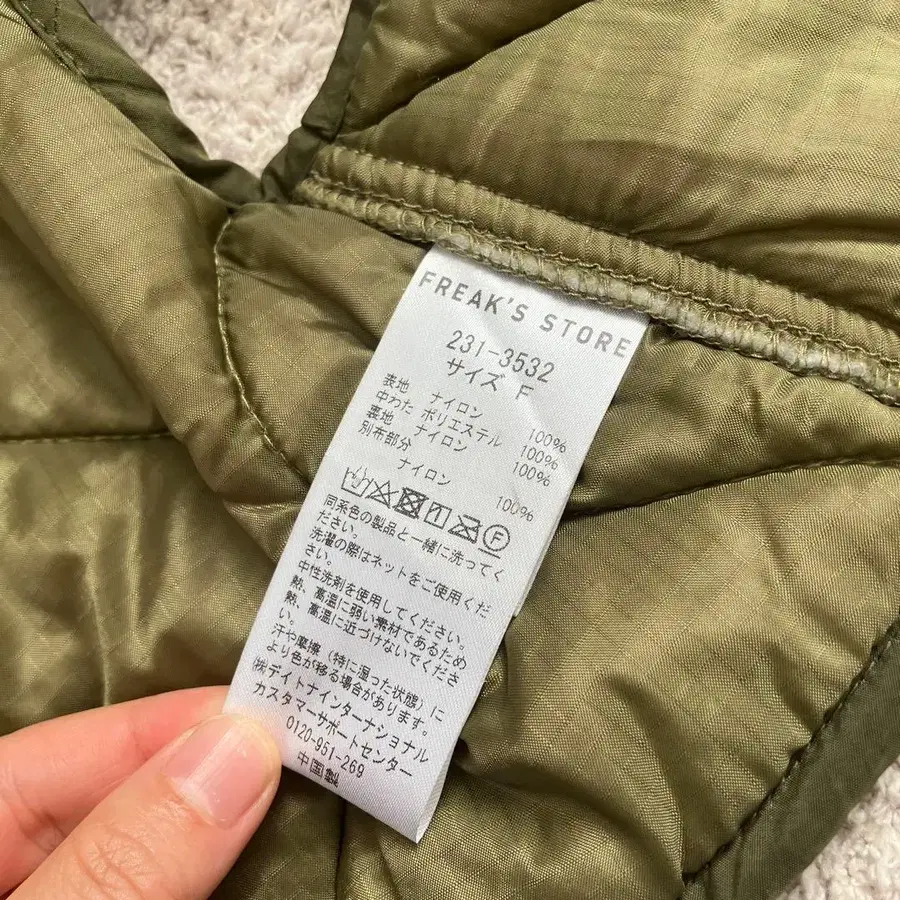 FREAK'S STORE
231-3532
サイズ F
表地 ナイロン 100%
中わた ポリエステル 100%
裏地 ナイロン 100%
別布部分
ナイロン 100%
F
同系色の製品と一緒に洗ってく
ださい。
洗濯の際はネットをご使用くだ
さい。
中性洗剤を使用してください。
熱、高温に弱い素材であるため
熱、高温に近づけないでくださ
い。
汗や摩擦（特に湿った状態）に
より色が移る場合があります。
㈱デイトナインターナショナル
カスタマーサポートセンター
0120-951-269
中国製